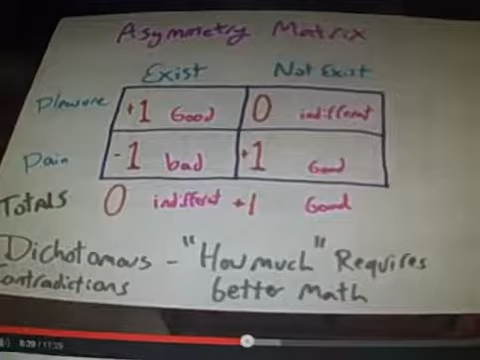 Asymmetry Matrix
Exist Not Exist
Pleasure +1 Good 0 indifferent
Pain -1 bad +1 Good
Totals 0 indifferent +1 Good
Dichotomous - "How much" Requires
Contradictions better math